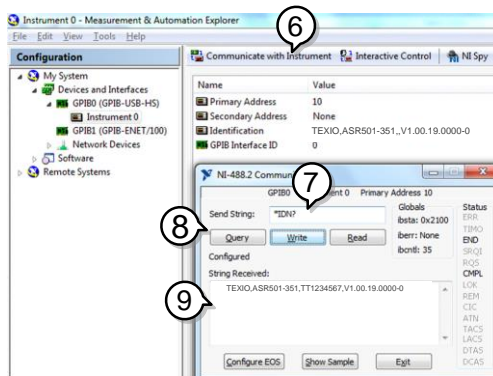 Instrument 0 - Measurement & Automation Explorer
File Edit View Tools Help
Configuration
My System
Devices and Interfaces
GPIB0 (GPIB-USB-HS)
Instrument 0
GPIB1 (GPIB-ENET/100)
Network Devices
Software
Remote Systems
6
Communicate with Instrument Interactive Control NI Spy
Name Value
Primary Address 10
Secondary Address None
Identification TEXIO,ASR501-351,,V1.00.19.0000-0
GPIB Interface ID 0
NI-488.2 Commun
7
GPIB0 ent 0 Primary Address 10
Send String: *IDN?
8
Query Write Read
Configured
String Received:
9
TEXIO,ASR501-351,TT1234567,V1.00.19.0000-0
Configure EOS Show Sample Exit
Globals
ibsta: 0x2100
iberr: None
ibcntl: 35
Status
ERR
TIMO
END
SRQI
RQS
CMPL
LOK
REM
CIC
ATN
TACS
LACS
DTAS
DCAS